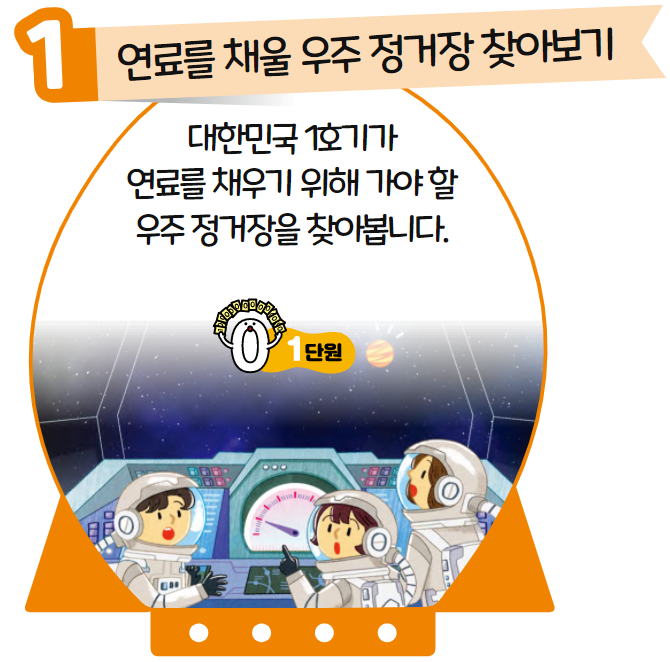 1 연료를 채울 우주 정거장 찾아보기
대한민국 1호기가
연료를 채우기 위해 가야 할
우주 정거장을 찾아봅니다.
0 1단원